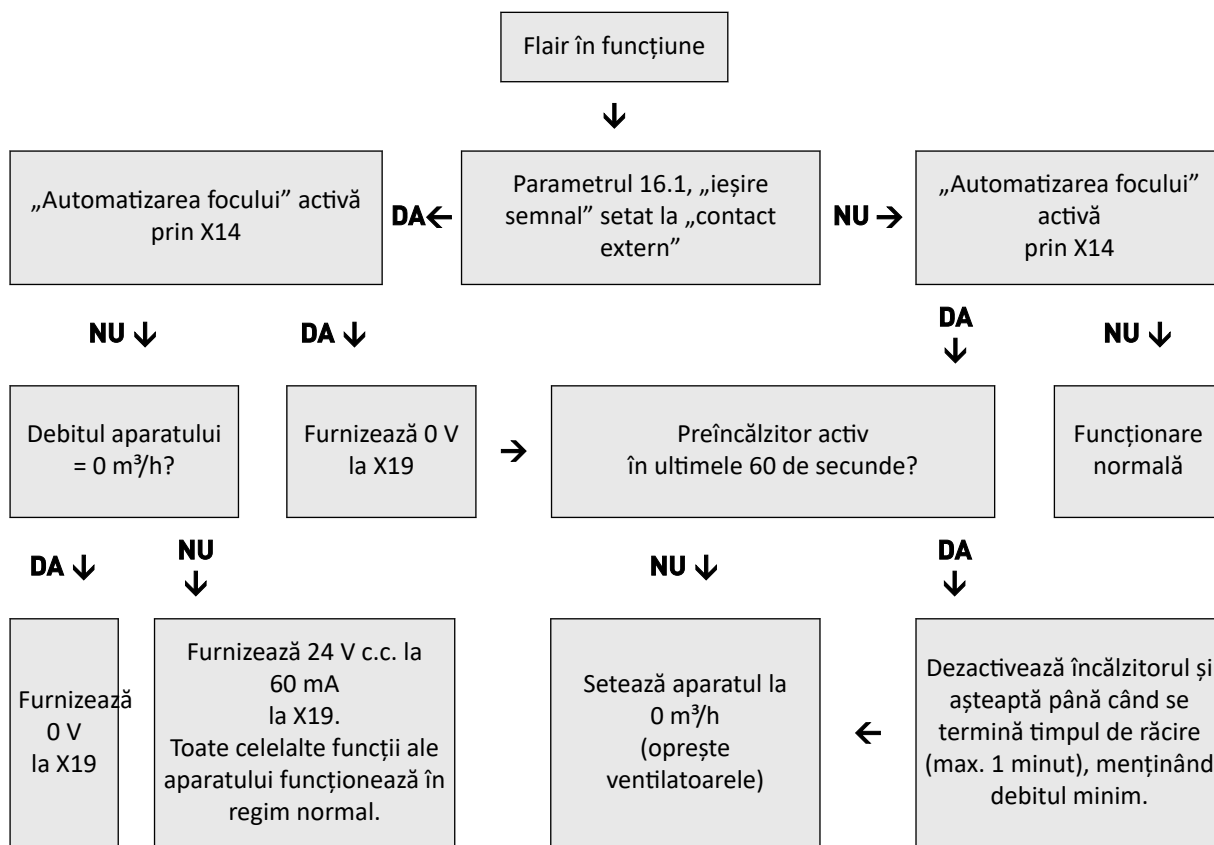 Flair în funcțiune
„Automatizarea focului” activă
prin X14
DA
Parametrul 16.1, „ieșire
semnal” setat la „contact
extern”
NU
„Automatizarea focului”
activă
prin X14
NU
DA
DA
NU
Debitul aparatului
= 0 m³/h?
Furnizează 0 V
la X19
Preîncălzitor activ
în ultimele 60 de secunde?
Funcționare
normală
DA
NU
NU
DA
Furnizează
0 V
la X19
Furnizează 24 V c.c. la
60 mA
la X19.
Toate celelalte funcții ale
aparatului funcționează în
regim normal.
Setează aparatul la
0 m³/h
(oprește
ventilatoarele)
Dezactivează încălzitorul și
așteaptă până când se
termină timpul de răcire
(max. 1 minut), menținând
debitul minim.